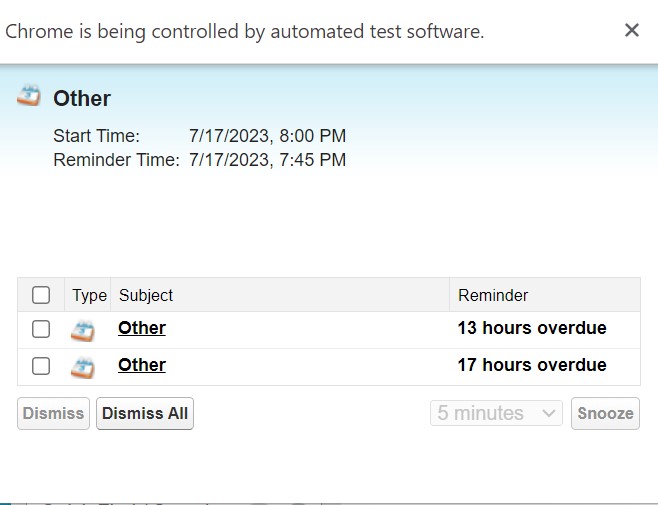 Chrome is being controlled by automated test software.
Other
Start Time: 7/17/2023, 8:00 PM
Reminder Time: 7/17/2023, 7:45 PM
Type Subject Reminder
Other 13 hours overdue
Other 17 hours overdue
Dismiss Dismiss All 5 minutes Snooze